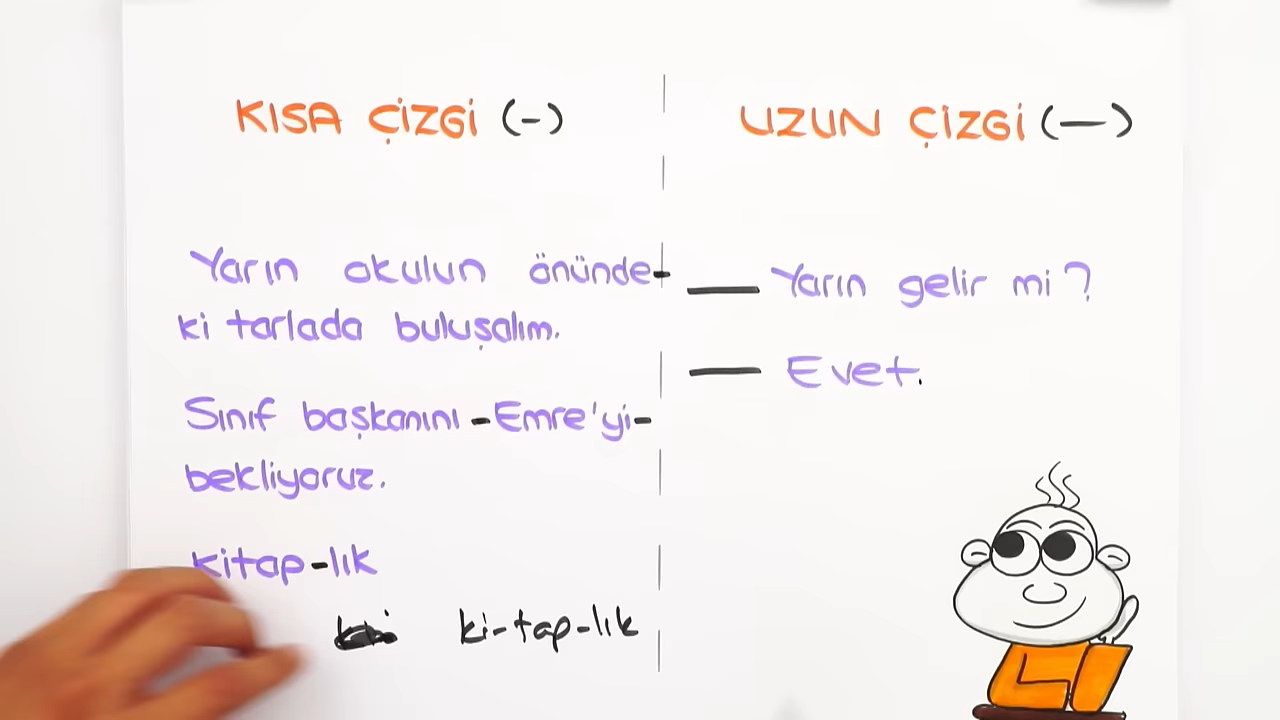 KISA ÇİZGİ (-)
Yarın okulun önünde-
ki tarlada buluşalım.
Sınıf başkanını -Emre'yi-
bekliyoruz.
kitap-lık
ki-tap-lık
UZUN ÇİZGİ (—)
— Yarın gelir mi?
— Evet.